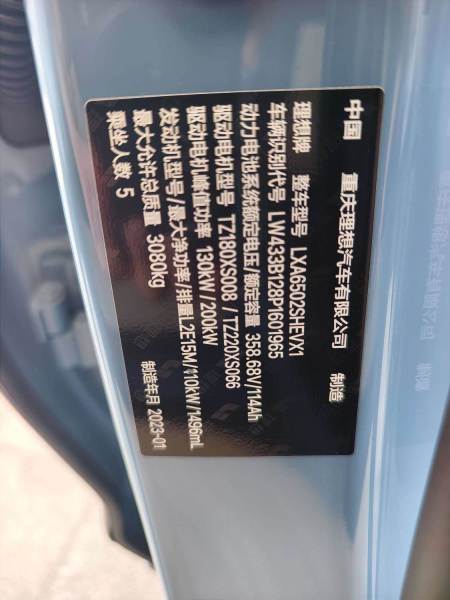 中国 重庆理想汽车有限公司 制造
理想牌 整车型号 LXA6502SHEVX1
车辆识别代号 LW433B128P1601965
动力电池系统额定电压/额定容量 358.68V/114Ah
驱动电机型号 TZ180XS008 / TZ220XS066
驱动电机峰值功率 130kW / 200kW
发动机型号/最大净功率/排量 L2E15M/110kW/1496mL
最大允许总质量 3080kg
乘坐人数 5 制造年月 2023-01